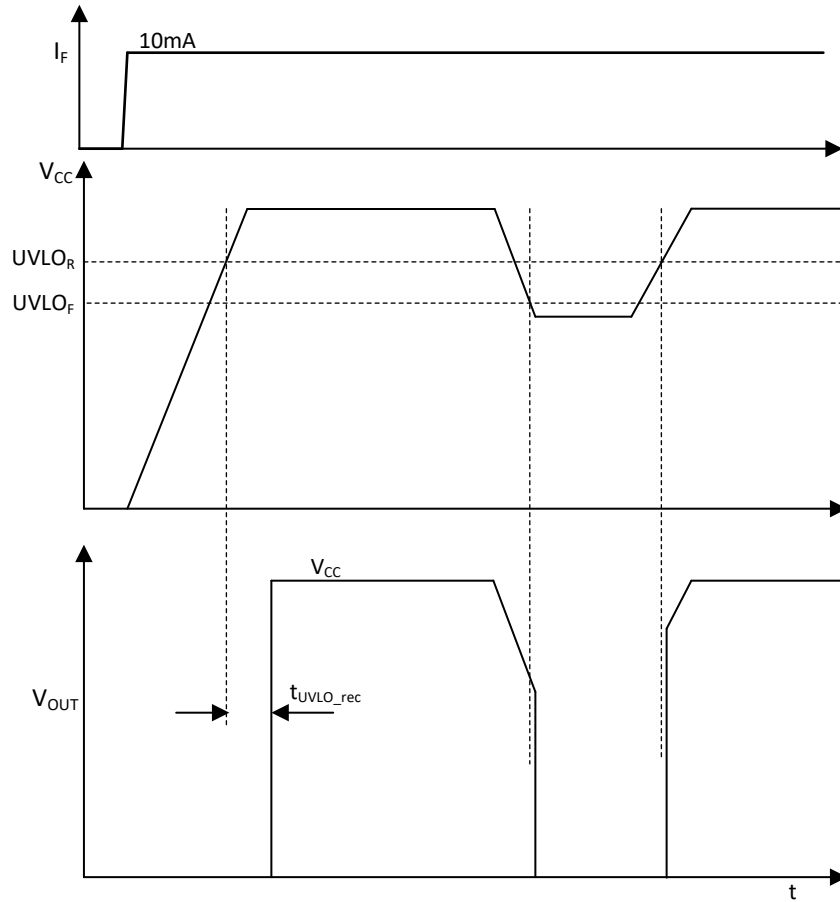 10mA
I_F
V_CC
UVLO_R
UVLO_F
V_CC
t_UVLO_rec
V_OUT
t